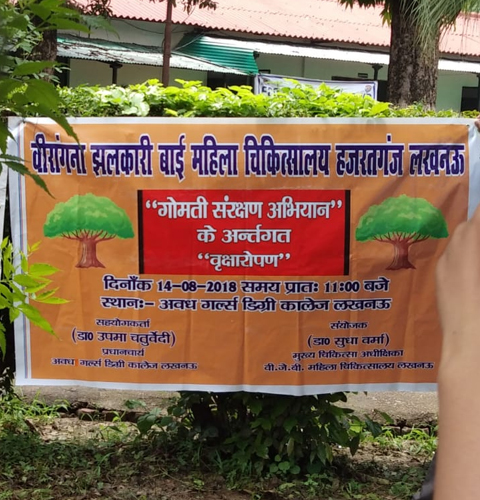 वीरांगना झलकारी बाई महिला चिकित्सालय हजरतगंज लखनऊ
“गोमती संरक्षण अभियान”
के अर्न्तगत
“वृक्षारोपण”
दिनाँक 14-08-2018 समय प्रातः 11:00 बजे
स्थानः- अवध गर्ल्स डिग्री कालेज लखनऊ
सहयोगकर्ता
(डा0 उपमा चतुर्वेदी)
प्रधानचार्य
अवध गर्ल्स डिग्री कालेज लखनऊ
संयोजक
(डा0 सुधा वर्मा)
मुख्य चिकित्सा अधीक्षिका
वी.जे.बी. महिला चिकित्सालय लखनऊ